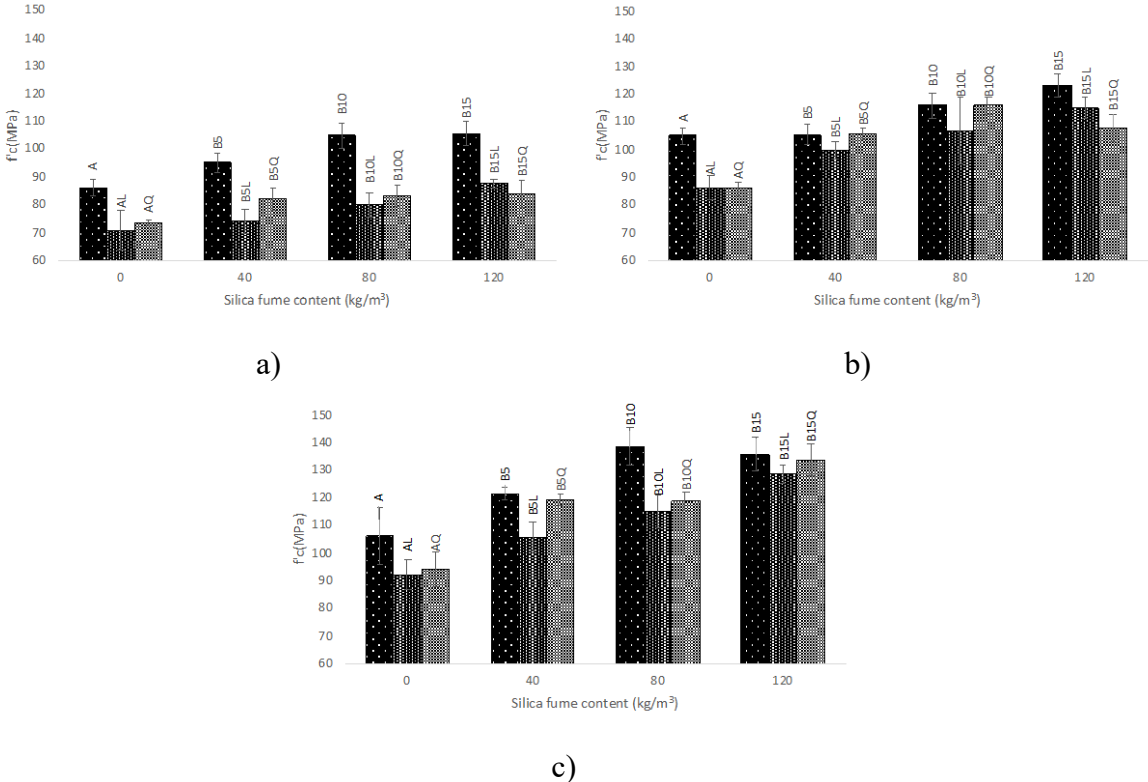 f'c(MPa)
150
140
130
120
110
100
90
80
70
60
A
AL
AQ
B5
B5L
B5Q
B10
B10L
B10Q
B15
B15L
B15Q
0
40
80
120
Silica fume content (kg/m³)
a)
f'c(MPa)
150
140
130
120
110
100
90
80
70
60
A
AL
AQ
B5
B5L
B5Q
B10
B10L
B10Q
B15
B15L
B15Q
0
40
80
120
Silica fume content (kg/m³)
b)
f'c(MPa)
150
140
130
120
110
100
90
80
70
60
A
AL
AQ
B5
B5L
B5Q
B10
B10L
B10Q
B15
B15L
B15Q
0
40
80
120
Silica fume content (kg/m³)
c)